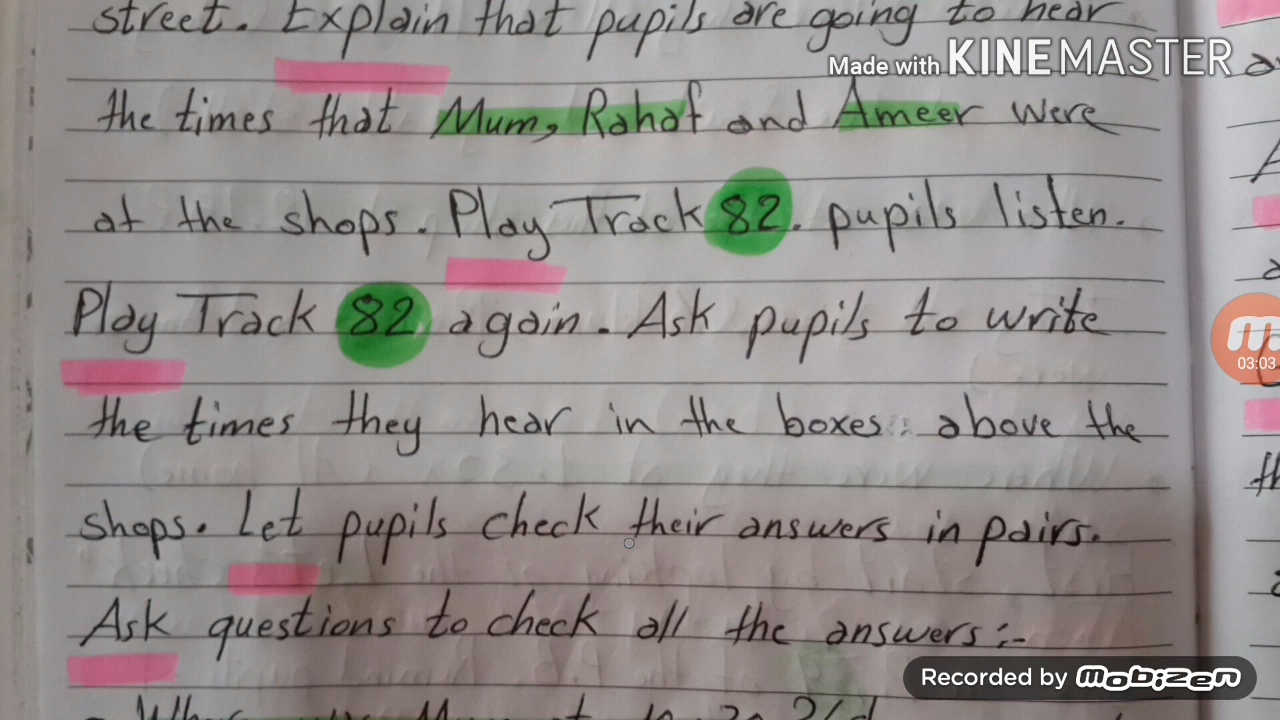 street. Explain that pupils are going to hear
Made with KINEMASTER
the times that Mum, Rahaf and Ameer were
at the shops. Play Track 82. pupils listen.
Play Track 82 again. Ask pupils to write
03:03
the times they hear in the boxes above the
shops. Let pupils check their answers in pairs.
Ask questions to check all the answers:-
Recorded by mobizen